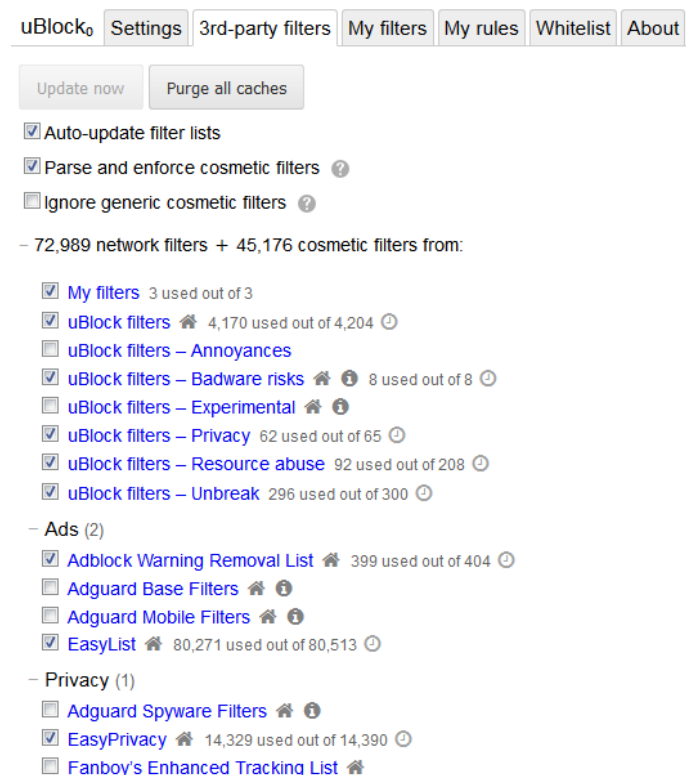 uBlock₀ Settings 3rd-party filters My filters My rules Whitelist About
Update now Purge all caches
Auto-update filter lists
Parse and enforce cosmetic filters ?
Ignore generic cosmetic filters ?
− 72,989 network filters + 45,176 cosmetic filters from:
My filters 3 used out of 3
uBlock filters 4,170 used out of 4,204
uBlock filters – Annoyances
uBlock filters – Badware risks i 8 used out of 8
uBlock filters – Experimental i
uBlock filters – Privacy 62 used out of 65
uBlock filters – Resource abuse 92 used out of 208
uBlock filters – Unbreak 296 used out of 300
− Ads (2)
Adblock Warning Removal List 399 used out of 404
Adguard Base Filters i
Adguard Mobile Filters i
EasyList 80,271 used out of 80,513
− Privacy (1)
Adguard Spyware Filters i
EasyPrivacy 14,329 used out of 14,390
Fanboy's Enhanced Tracking List